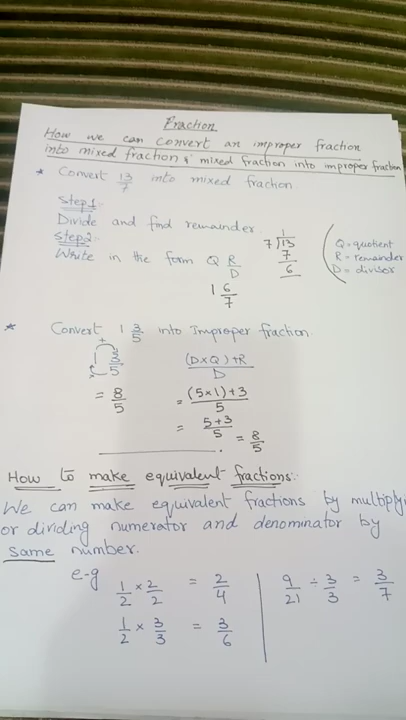 Fraction
How we can convert an improper fraction
into mixed fraction & mixed fraction into improper fraction
* Convert 13/7 into mixed fraction.
Step 1:
Divide and find remainder.
Step 2:
Write in the form Q R/D
1 6/7
1
7)13
7
6
Q = quotient
R = remainder
D = divisor
* Convert 1 3/5 into Improper fraction.
+
1 3/5
x
= 8/5
(D×Q)+R/D
= (5×1)+3/5
= 5+3/5 = 8/5
How to make equivalent fractions:-
We can make equivalent fractions by multiplyi
or dividing numerator and denominator by
same number.
e-g
1/2 × 2/2 = 2/4
1/2 × 3/3 = 3/6
9/21 ÷ 3/3 = 3/7